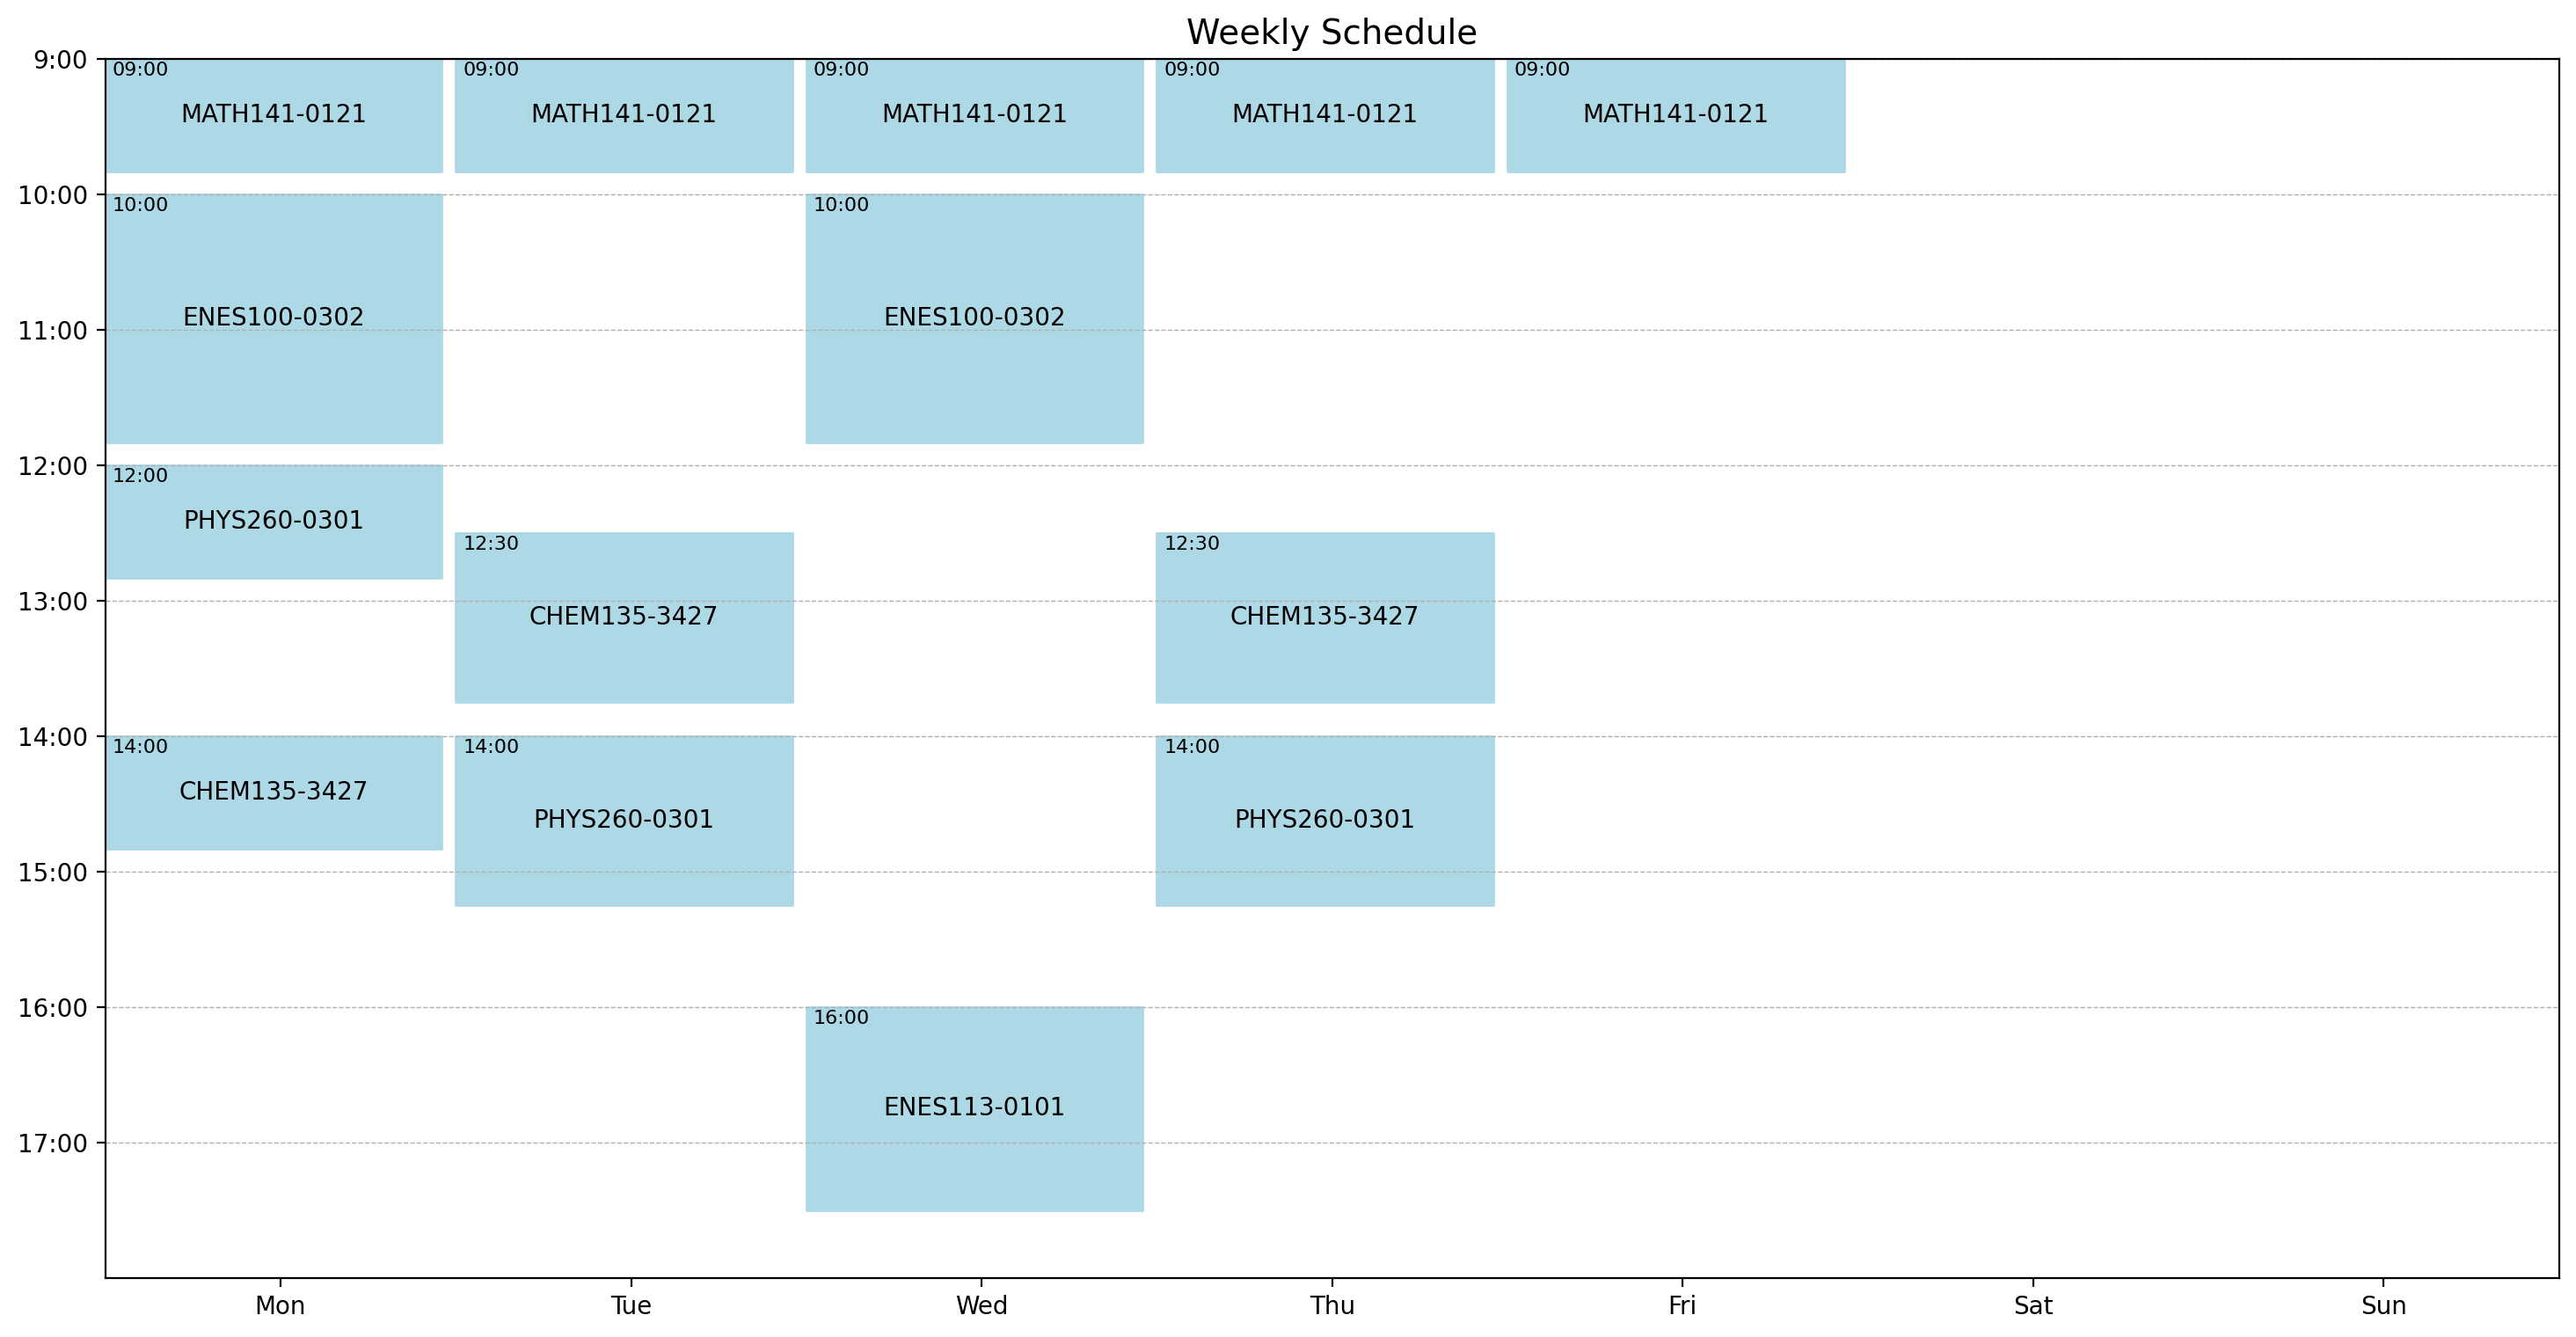 Weekly Schedule
9:00
09:00 09:00 09:00 09:00 09:00
MATH141-0121 MATH141-0121 MATH141-0121 MATH141-0121 MATH141-0121
10:00
10:00 10:00
ENES100-0302 ENES100-0302
11:00
12:00
12:00
PHYS260-0301
12:30 12:30
13:00
CHEM135-3427 CHEM135-3427
14:00
14:00 14:00 14:00
CHEM135-3427
PHYS260-0301 PHYS260-0301
15:00
16:00
16:00
ENES113-0101
17:00
Mon Tue Wed Thu Fri Sat Sun